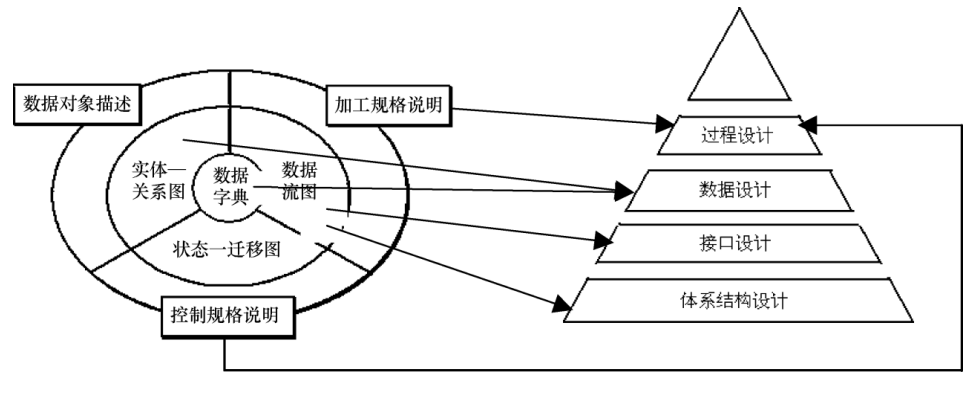 数据对象描述
加工规格说明
实体—
关系图
数据
字典
数据
流图
状态一迁移图
控制规格说明
过程设计
数据设计
接口设计
体系结构设计